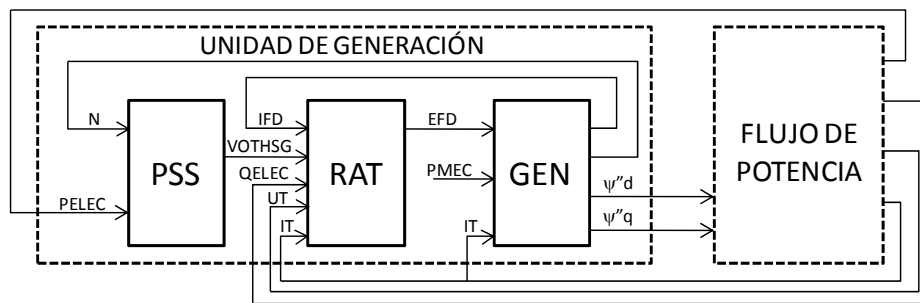 UNIDAD DE GENERACIÓN
N
PELEC
PSS
VOTHSG
IFD
QELEC
UT
IT
RAT
EFD
PMEC
IT
GEN
ψ"d
ψ"q
FLUJO DE
POTENCIA